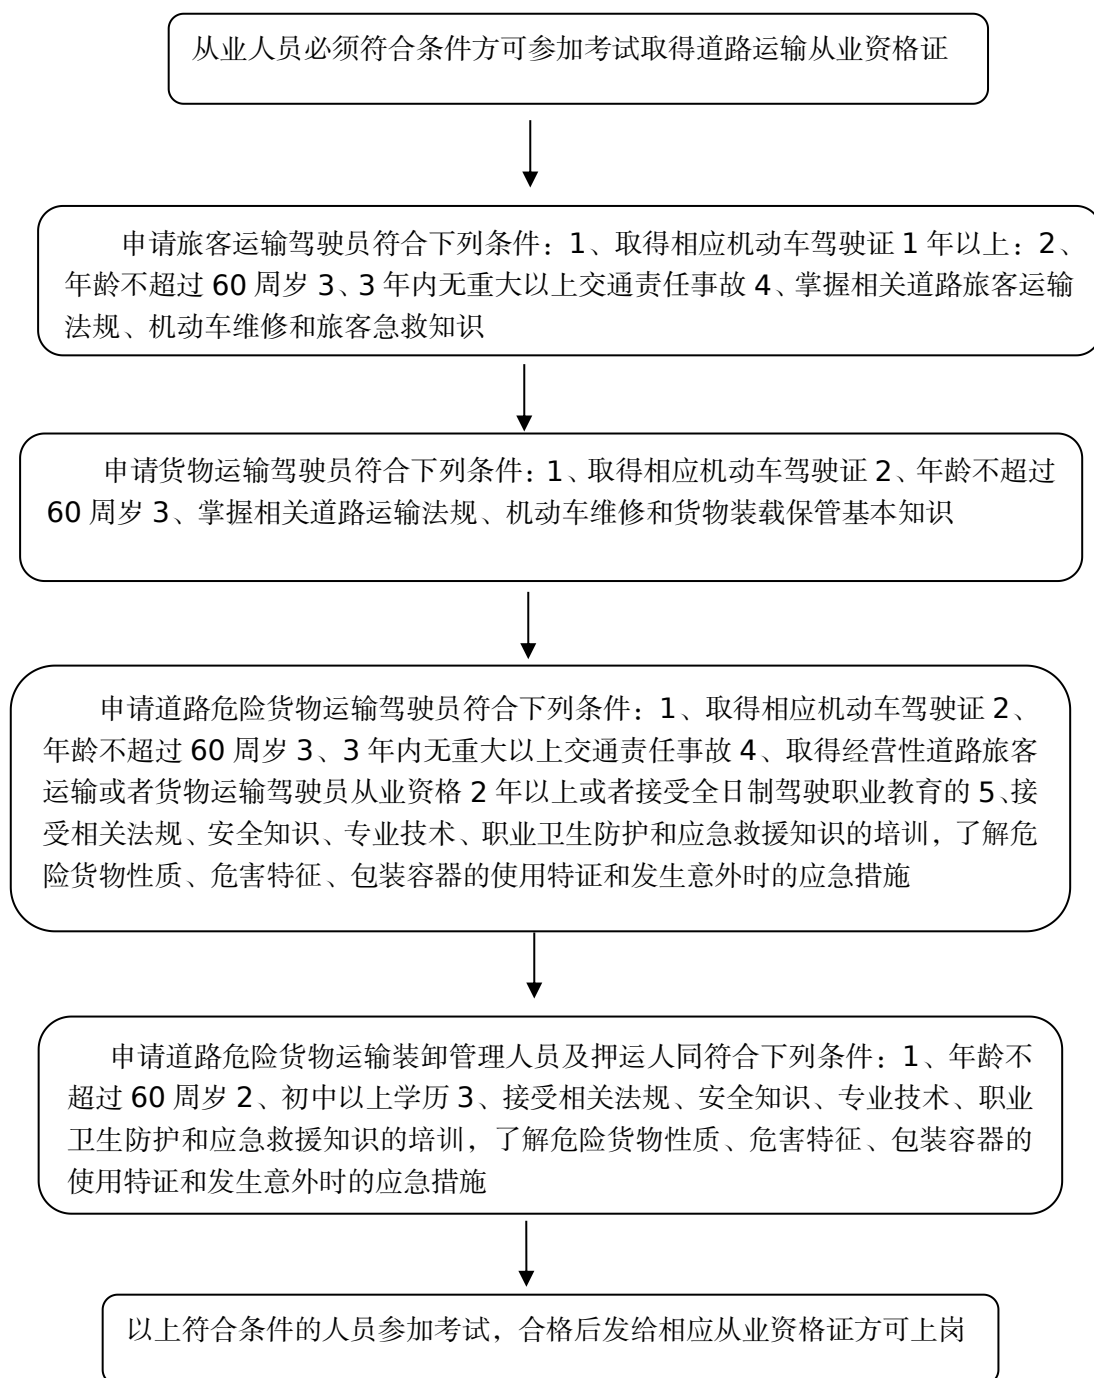 从业人员必须符合条件方可参加考试取得道路运输从业资格证
申请旅客运输驾驶员符合下列条件：1、取得相应机动车驾驶证 1 年以上：2、
年龄不超过 60 周岁 3、3 年内无重大以上交通责任事故 4、掌握相关道路旅客运输
法规、机动车维修和旅客急救知识
申请货物运输驾驶员符合下列条件：1、取得相应机动车驾驶证 2、年龄不超过
60 周岁 3、掌握相关道路运输法规、机动车维修和货物装载保管基本知识
申请道路危险货物运输驾驶员符合下列条件：1、取得相应机动车驾驶证 2、
年龄不超过 60 周岁 3、3 年内无重大以上交通责任事故 4、取得经营性道路旅客
运输或者货物运输驾驶员从业资格 2 年以上或者接受全日制驾驶职业教育的 5、接
受相关法规、安全知识、专业技术、职业卫生防护和应急救援知识的培训，了解危
险货物性质、危害特征、包装容器的使用特证和发生意外时的应急措施
申请道路危险货物运输装卸管理人员及押运人同符合下列条件：1、年龄不
超过 60 周岁 2、初中以上学历 3、接受相关法规、安全知识、专业技术、职业
卫生防护和应急救援知识的培训，了解危险货物性质、危害特征、包装容器的
使用特证和发生意外时的应急措施
以上符合条件的人员参加考试，合格后发给相应从业资格证方可上岗